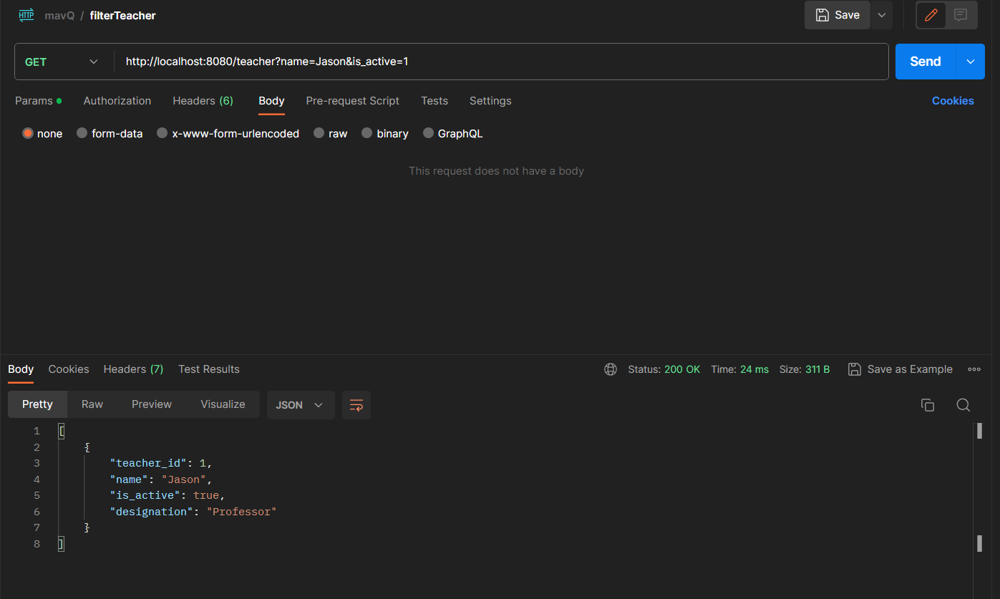 HTTP mavQ / filterTeacher Save
GET http://localhost:8080/teacher?name=Jason&is_active=1 Send
Params Authorization Headers (6) Body Pre-request Script Tests Settings Cookies
none form-data x-www-form-urlencoded raw binary GraphQL
This request does not have a body
Body Cookies Headers (7) Test Results Status: 200 OK Time: 24 ms Size: 311 B Save as Example
Pretty Raw Preview Visualize JSON
1 [
2 {
3 "teacher_id": 1,
4 "name": "Jason",
5 "is_active": true,
6 "designation": "Professor"
7 }
8 ]